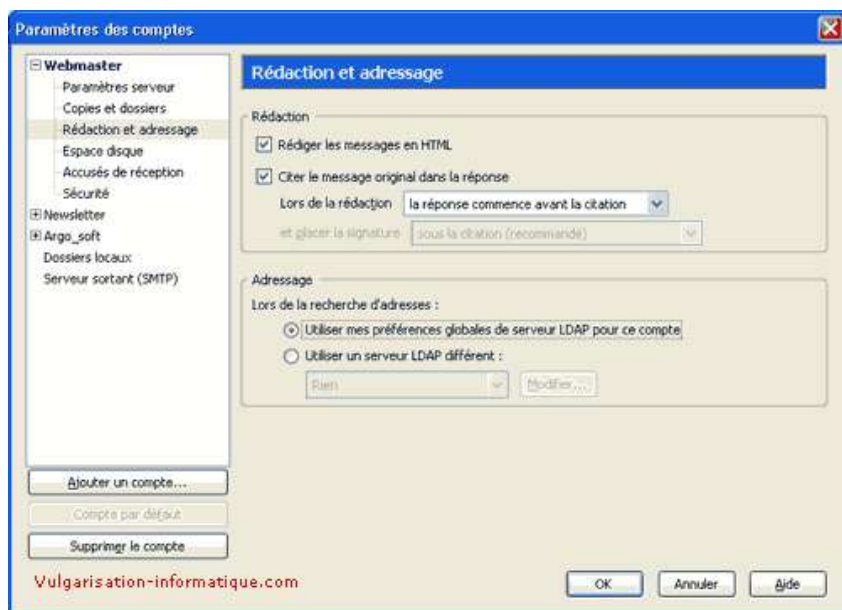 Paramètres des comptes
Webmaster
Paramètres serveur
Copies et dossiers
Rédaction et adressage
Espace disque
Accusés de réception
Sécurité
Newsletter
Argo_soft
Dossiers locaux
Serveur sortant (SMTP)
Ajouter un compte...
Compte par défaut
Supprimer le compte
Vulgarisation-informatique.com
Rédaction et adressage
Rédaction
Rédiger les messages en HTML
Citer le message original dans la réponse
Lors de la rédaction la réponse commence avant la citation
et placer la signature sous la citation (recommandé)
Adressage
Lors de la recherche d'adresses :
Utiliser mes préférences globales de serveur LDAP pour ce compte
Utiliser un serveur LDAP différent :
Rien Modifier...
OK Annuler Aide